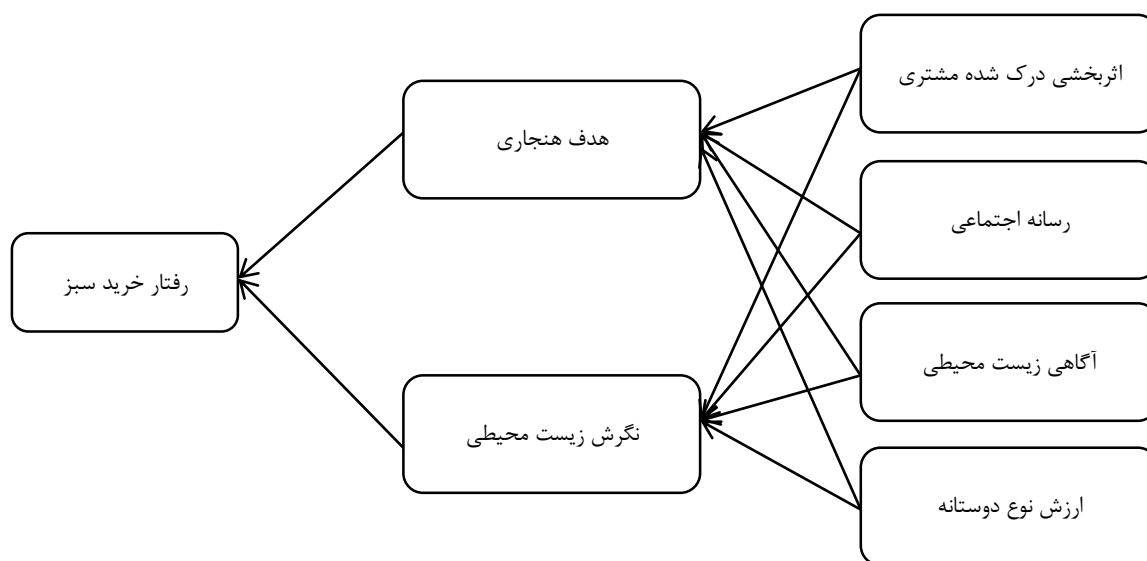 اثربخشی درک شده مشتری
رسانه اجتماعی
آگاهی زیست محیطی
ارزش نوع دوستانه
هدف هنجاری
نگرش زیست محیطی
رفتار خرید سبز